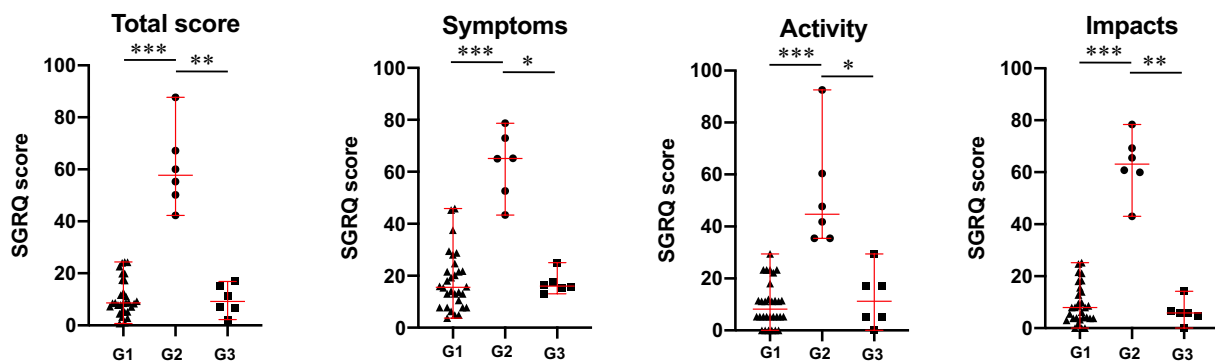 Total score
*** **
SGRQ score
100
80
60
40
20
0
G1 G2 G3
Symptoms
*** *
SGRQ score
100
80
60
40
20
0
G1 G2 G3
Activity
*** *
SGRQ score
100
80
60
40
20
0
G1 G2 G3
Impacts
*** **
SGRQ score
100
80
60
40
20
0
G1 G2 G3